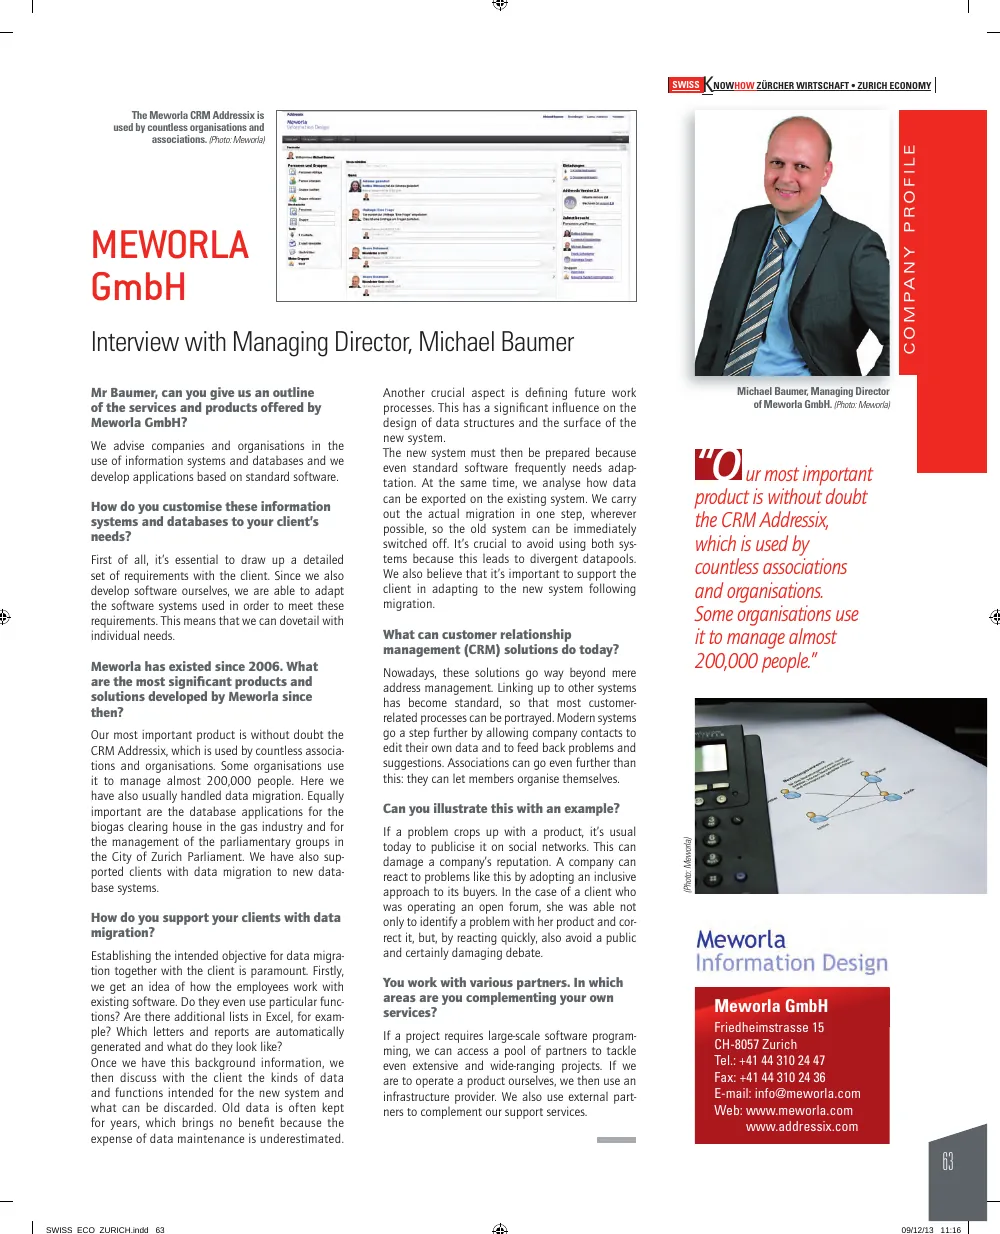 SWISS KNOWHOW ZÜRCHER WIRTSCHAFT • ZURICH ECONOMY
The Meworla CRM Addressix is
used by countless organisations and
associations. (Photo: Meworla)
Addressix
Meworla
Information Design
Personen und Gruppen
COMPANY PROFILE
MEWORLA
GmbH
Interview with Managing Director, Michael Baumer
Mr Baumer, can you give us an outline
of the services and products offered by
Meworla GmbH?
We advise companies and organisations in the
use of information systems and databases and we
develop applications based on standard software.
How do you customise these information
systems and databases to your client's
needs?
First of all, it's essential to draw up a detailed
set of requirements with the client. Since we also
develop software ourselves, we are able to adapt
the software systems used in order to meet these
requirements. This means that we can dovetail with
individual needs.
Meworla has existed since 2006. What
are the most significant products and
solutions developed by Meworla since
then?
Our most important product is without doubt the
CRM Addressix, which is used by countless associa-
tions and organisations. Some organisations use
it to manage almost 200,000 people. Here we
have also usually handled data migration. Equally
important are the database applications for the
biogas clearing house in the gas industry and for
the management of the parliamentary groups in
the City of Zurich Parliament. We have also sup-
ported clients with data migration to new data-
base systems.
How do you support your clients with data
migration?
Establishing the intended objective for data migra-
tion together with the client is paramount. Firstly,
we get an idea of how the employees work with
existing software. Do they even use particular func-
tions? Are there additional lists in Excel, for exam-
ple? Which letters and reports are automatically
generated and what do they look like?
Once we have this background information, we
then discuss with the client the kinds of data
and functions intended for the new system and
what can be discarded. Old data is often kept
for years, which brings no benefit because the
expense of data maintenance is underestimated.
Another crucial aspect is defining future work
processes. This has a significant influence on the
design of data structures and the surface of the
new system.
The new system must then be prepared because
even standard software frequently needs adap-
tation. At the same time, we analyse how data
can be exported on the existing system. We carry
out the actual migration in one step, wherever
possible, so the old system can be immediately
switched off. It's crucial to avoid using both sys-
tems because this leads to divergent datapools.
We also believe that it's important to support the
client in adapting to the new system following
migration.
What can customer relationship
management (CRM) solutions do today?
Nowadays, these solutions go way beyond mere
address management. Linking up to other systems
has become standard, so that most customer-
related processes can be portrayed. Modern systems
go a step further by allowing company contacts to
edit their own data and to feed back problems and
suggestions. Associations can go even further than
this: they can let members organise themselves.
Can you illustrate this with an example?
If a problem crops up with a product, it's usual
today to publicise it on social networks. This can
damage a company's reputation. A company can
react to problems like this by adopting an inclusive
approach to its buyers. In the case of a client who
was operating an open forum, she was able not
only to identify a problem with her product and cor-
rect it, but, by reacting quickly, also avoid a public
and certainly damaging debate.
You work with various partners. In which
areas are you complementing your own
services?
If a project requires large-scale software program-
ming, we can access a pool of partners to tackle
even extensive and wide-ranging projects. If we
are to operate a product ourselves, we then use an
infrastructure provider. We also use external part-
ners to complement our support services.
Michael Baumer, Managing Director
of Meworla GmbH. (Photo: Meworla)
"Our most important
product is without doubt
the CRM Addressix,
which is used by
countless associations
and organisations.
Some organisations use
it to manage almost
200,000 people."
(Photo: Meworla)
Meworla
Information Design
Meworla GmbH
Friedheimstrasse 15
CH-8057 Zurich
Tel.: +41 44 310 24 47
Fax: +41 44 310 24 36
E-mail: info@meworla.com
Web: www.meworla.com
www.addressix.com
63
SWISS_ECO_ZURICH.indd 63
09/12/13 11:16